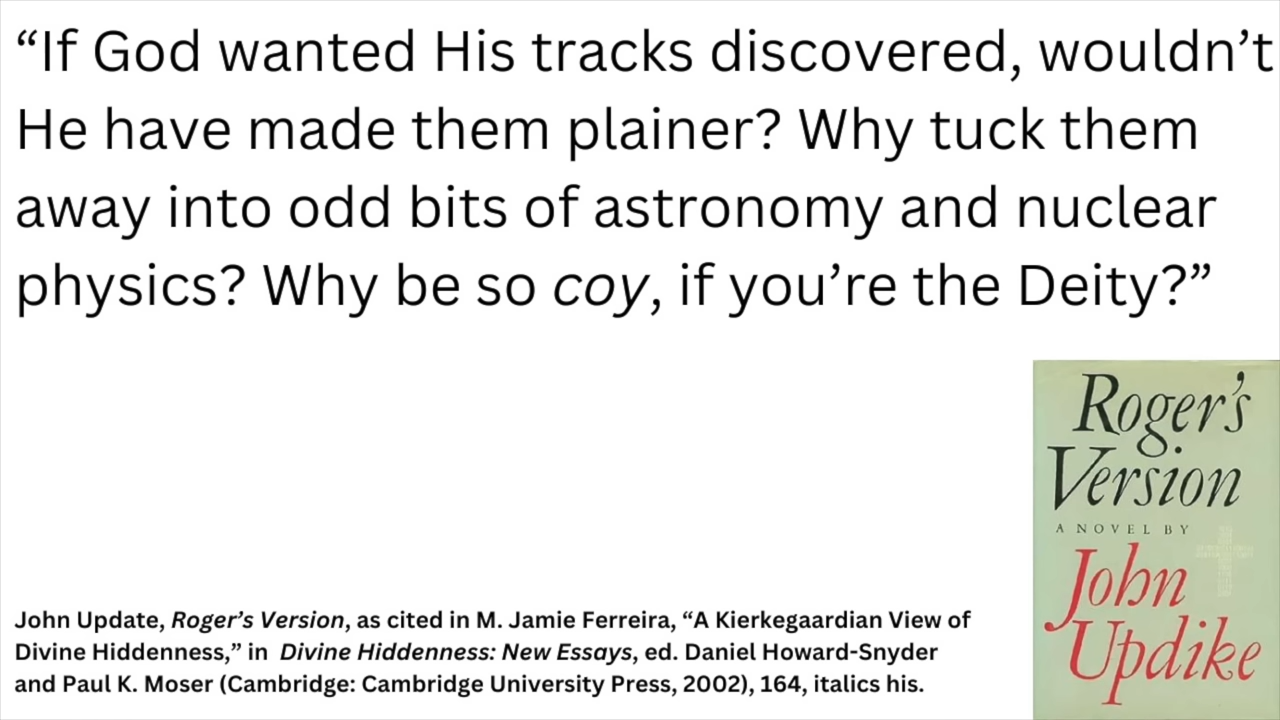 “If God wanted His tracks discovered, wouldn’t
He have made them plainer? Why tuck them
away into odd bits of astronomy and nuclear
physics? Why be so coy, if you’re the Deity?”
Roger’s
Version
A NOVEL BY
John
Updike
John Update, Roger’s Version, as cited in M. Jamie Ferreira, “A Kierkegaardian View of
Divine Hiddenness,” in Divine Hiddenness: New Essays, ed. Daniel Howard-Snyder
and Paul K. Moser (Cambridge: Cambridge University Press, 2002), 164, italics his.